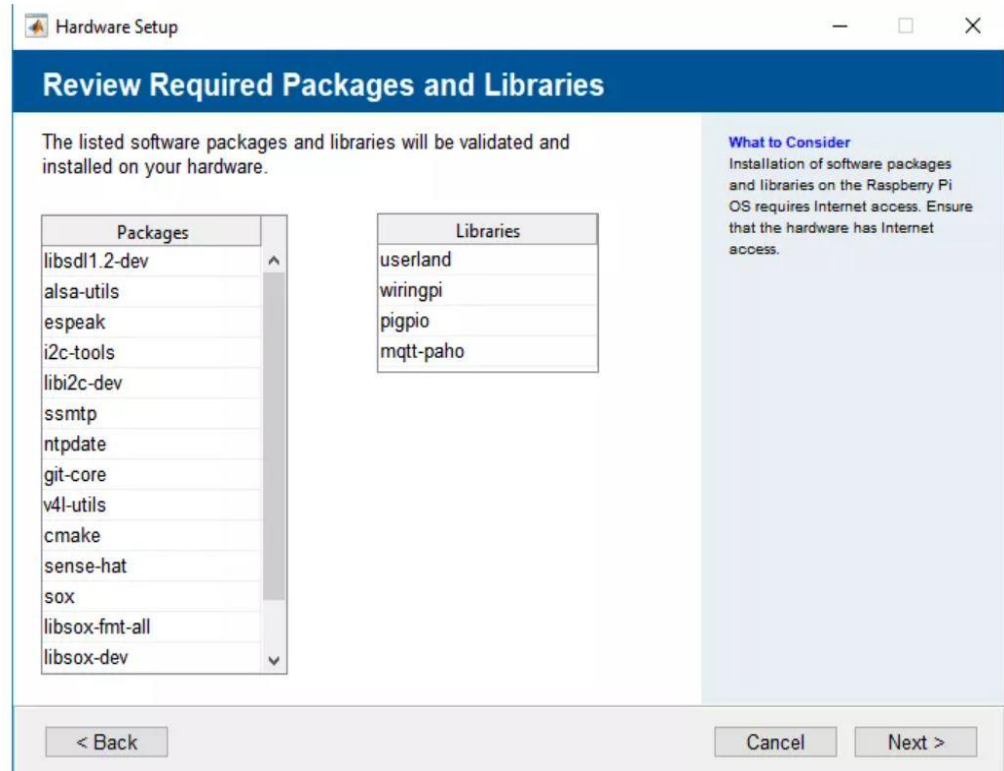 Hardware Setup
Review Required Packages and Libraries
The listed software packages and libraries will be validated and
installed on your hardware.
Packages
libsdl1.2-dev
alsa-utils
espeak
i2c-tools
libi2c-dev
ssmtp
ntpdate
git-core
v4l-utils
cmake
sense-hat
sox
libsox-fmt-all
libsox-dev
Libraries
userland
wiringpi
pigpio
mqtt-paho
What to Consider
Installation of software packages
and libraries on the Raspberry Pi
OS requires Internet access. Ensure
that the hardware has Internet
access.
< Back
Cancel
Next >